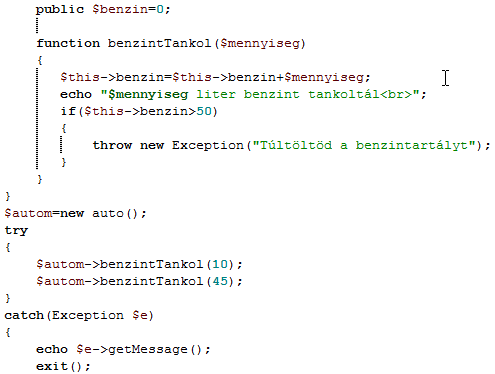 public $benzin=0;
function benzintTankol($mennyiseg)
{
$this->benzin=$this->benzin+$mennyiseg;
echo "$mennyiseg liter benzint tankoltál<br>";
if($this->benzin>50)
{
throw new Exception("Túltöltöd a benzintartályt");
}
}
}
$autom=new auto();
try
{
$autom->benzintTankol(10);
$autom->benzintTankol(45);
}
catch(Exception $e)
{
echo $e->getMessage();
exit();